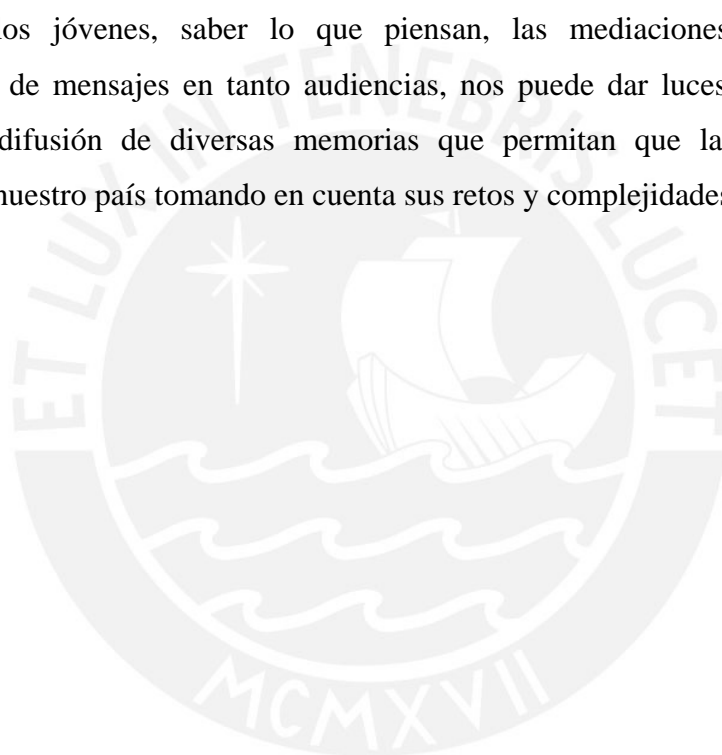 los jóvenes, saber lo que piensan, las mediaciones
de mensajes en tanto audiencias, nos puede dar luces
difusión de diversas memorias que permitan que la
nuestro país tomando en cuenta sus retos y complejidades
ET LUX IN TENEBRIS LUCET
MCMXVII